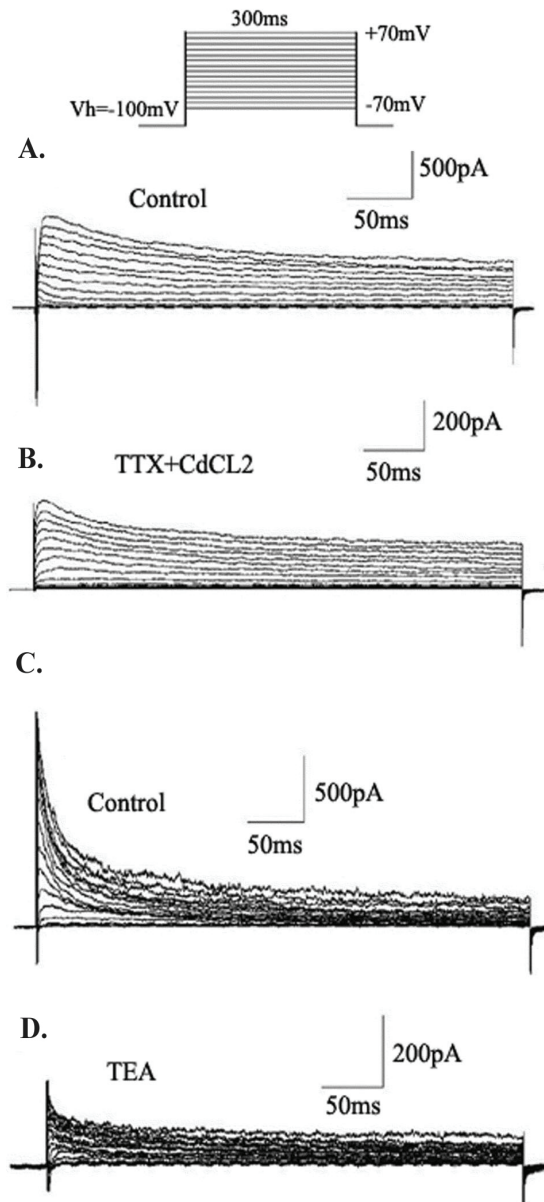 300ms
+70mV
Vh=-100mV
-70mV
A.
500pA
Control
50ms
200pA
B.
TTX+CdCL2
50ms
C.
500pA
Control
50ms
D.
200pA
TEA
50ms